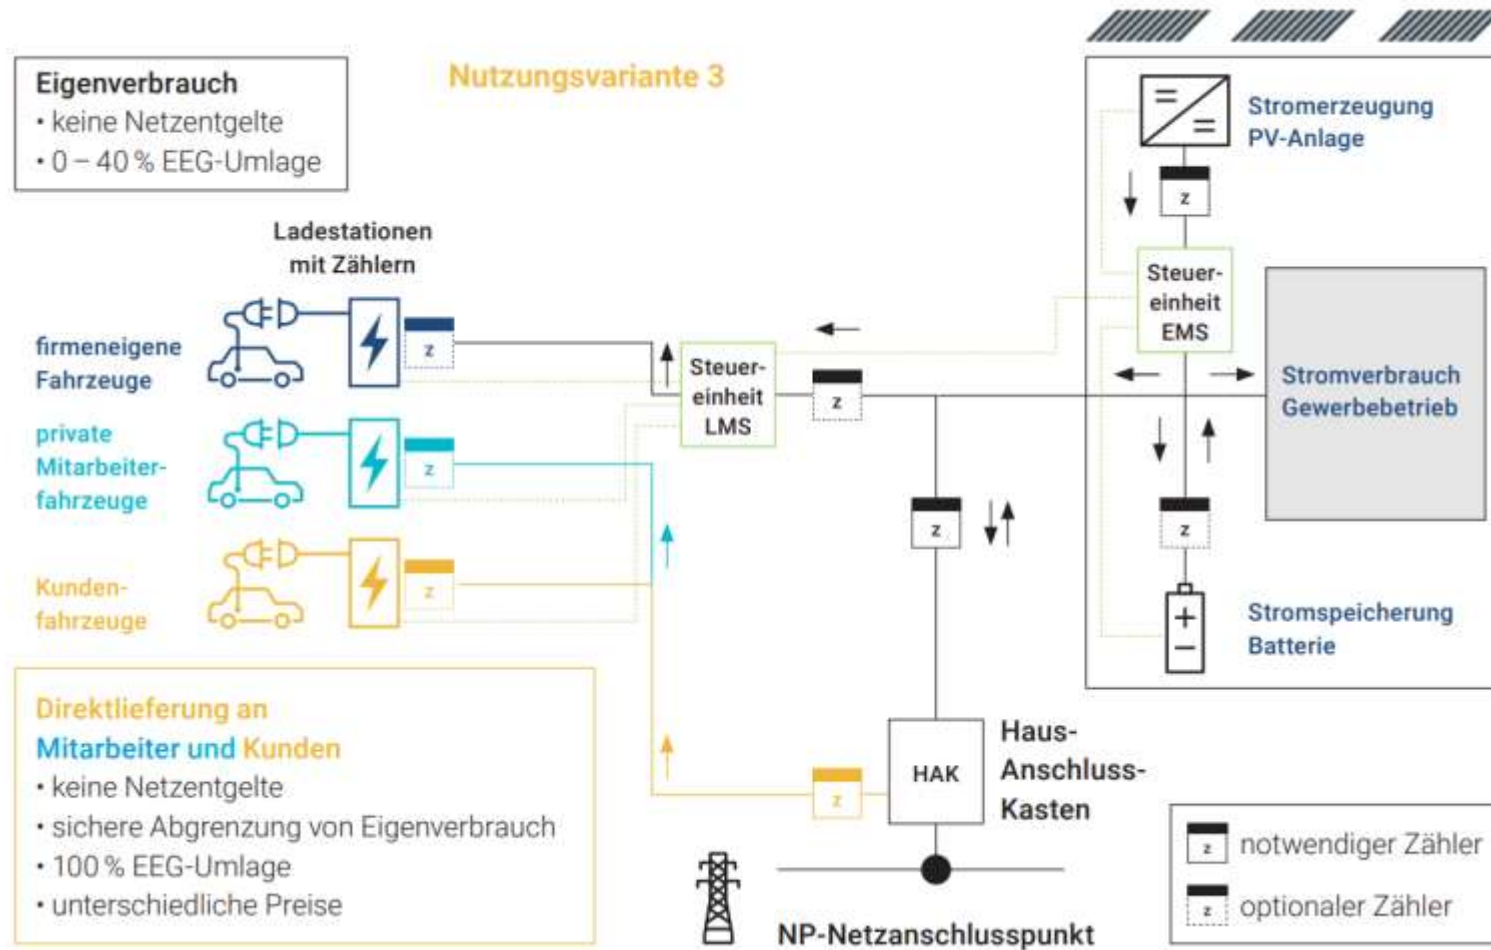 Nutzungsvariante 3
Eigenverbrauch
• keine Netzentgelte
• 0 – 40 % EEG-Umlage
Ladestationen
mit Zählern
firmeneigene
Fahrzeuge
z
private
Mitarbeiter-
fahrzeuge
z
Kunden-
fahrzeuge
z
Steuer-
einheit
LMS
z
Stromerzeugung
PV-Anlage
z
Steuer-
einheit
EMS
Stromverbrauch
Gewerbebetrieb
z
z
Stromspeicherung
Batterie
Direktlieferung an
Mitarbeiter und Kunden
• keine Netzentgelte
• sichere Abgrenzung von Eigenverbrauch
• 100 % EEG-Umlage
• unterschiedliche Preise
z
HAK
Haus-
Anschluss-
Kasten
NP-Netzanschlusspunkt
z notwendiger Zähler
z optionaler Zähler